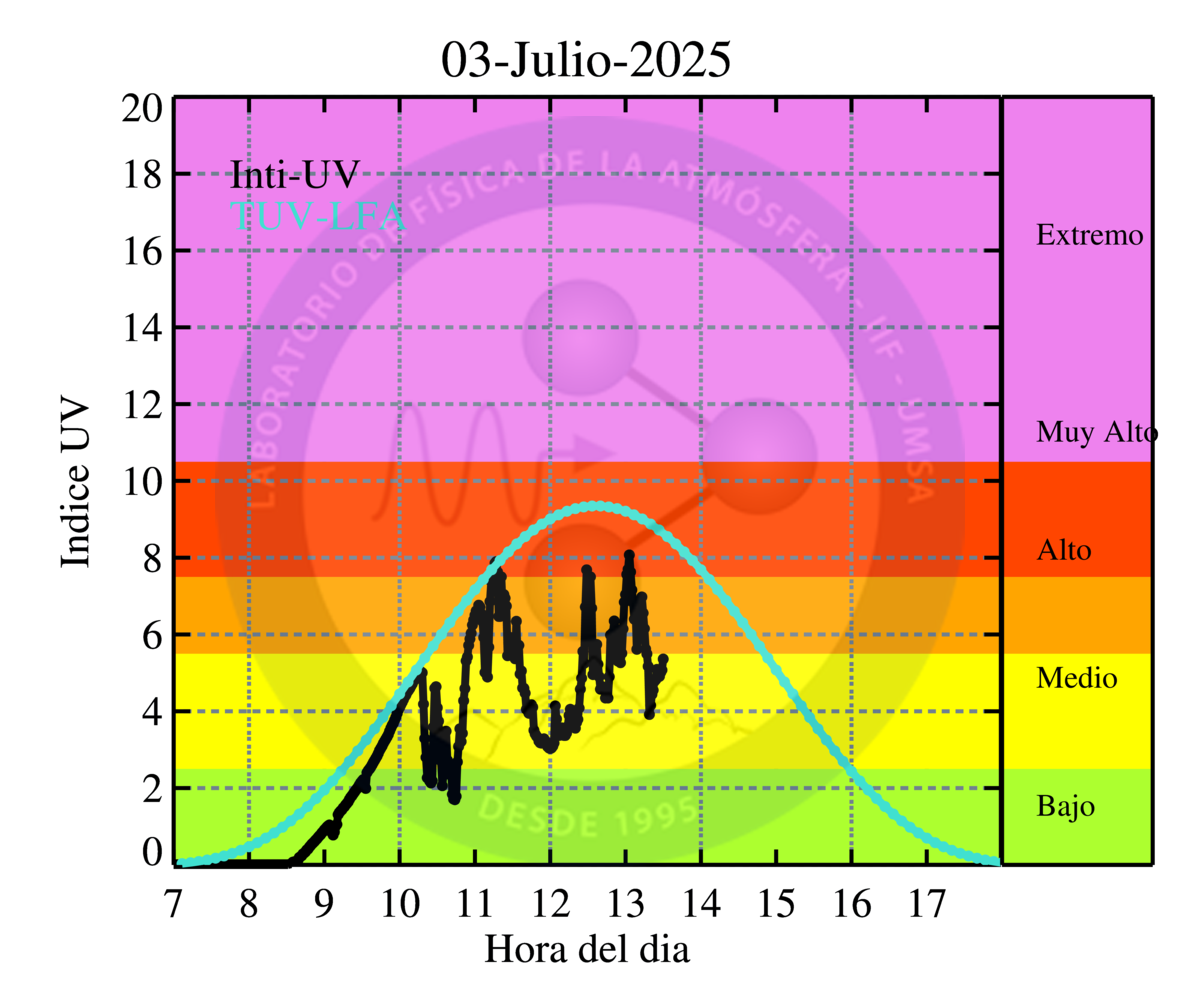 03-Julio-2025
20
18
16
14
12
10
8
6
4
2
0
Indice UV
Inti-UV
TUV-LFA
LABORATORIO DE FÍSICA DE LA ATMÓSFERA - IIF - UMSA
DESDE 1995
Extremo
Muy Alto
Alto
Medio
Bajo
7 8 9 10 11 12 13 14 15 16 17
Hora del dia